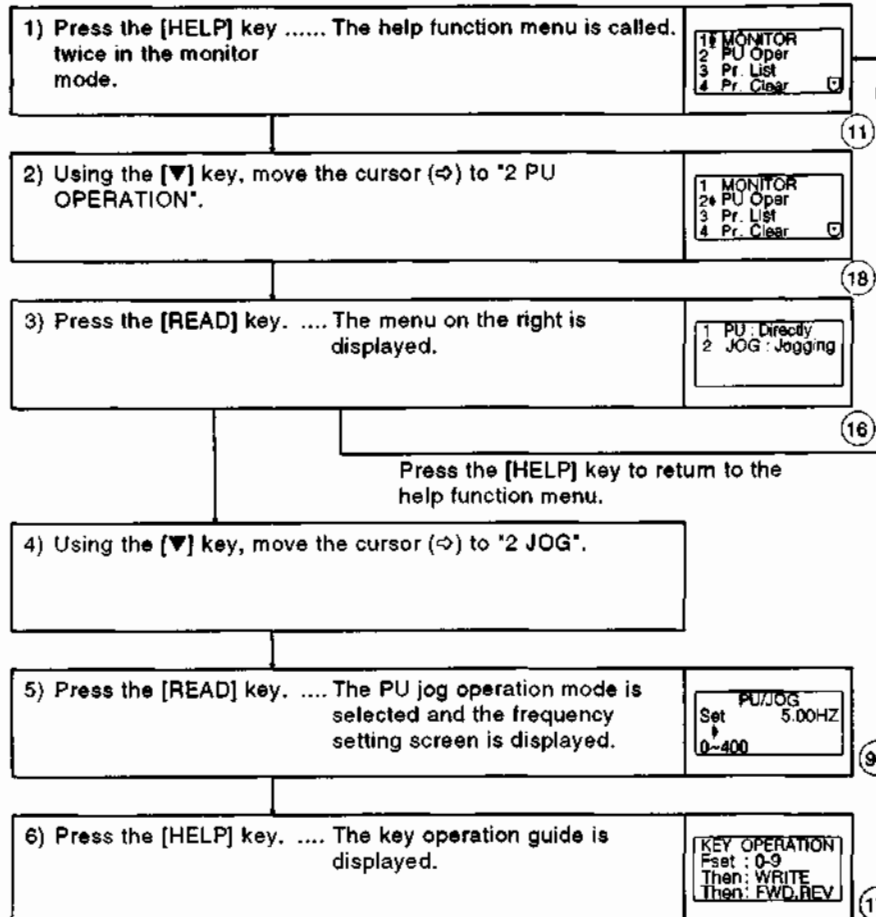 1) Press the [HELP] key ...... The help function menu is called.
twice in the monitor
mode.
1 MONITOR
2 PU Oper
3 Pr. List
4 Pr. Clear
11
2) Using the [▼] key, move the cursor (⇨) to "2 PU
OPERATION".
1 MONITOR
2 PU Oper
3 Pr. List
4 Pr. Clear
18
3) Press the [READ] key. .... The menu on the right is
displayed.
1 PU : Directly
2 JOG : Jogging
16
Press the [HELP] key to return to the
help function menu.
4) Using the [▼] key, move the cursor (⇨) to "2 JOG".
5) Press the [READ] key. .... The PU jog operation mode is
selected and the frequency
setting screen is displayed.
PU/JOG
Set 5.00HZ
0~400
9
6) Press the [HELP] key. .... The key operation guide is
displayed.
KEY OPERATION
Fset : 0-9
Then: WRITE
Then: FWD,REV